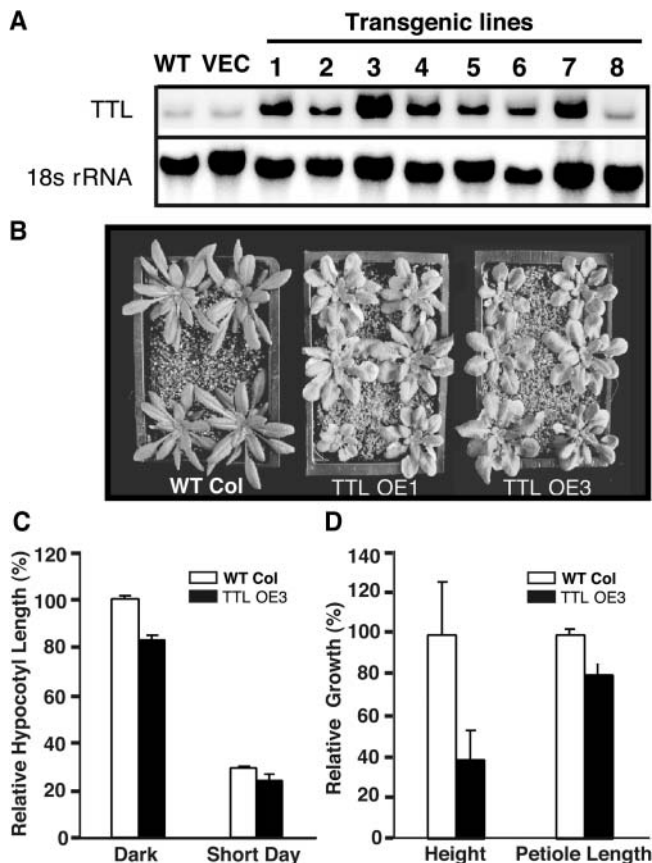 A
Transgenic lines
WT VEC 1 2 3 4 5 6 7 8
TTL
18s rRNA
B
WT Col TTL OE1 TTL OE3
C
Relative Hypocotyl Length (%)
120
100
80
60
40
20
0
WT Col
TTL OE3
Dark Short Day
D
Relative Growth (%)
140
120
100
80
60
40
20
0
WT Col
TTL OE3
Height Petiole Length